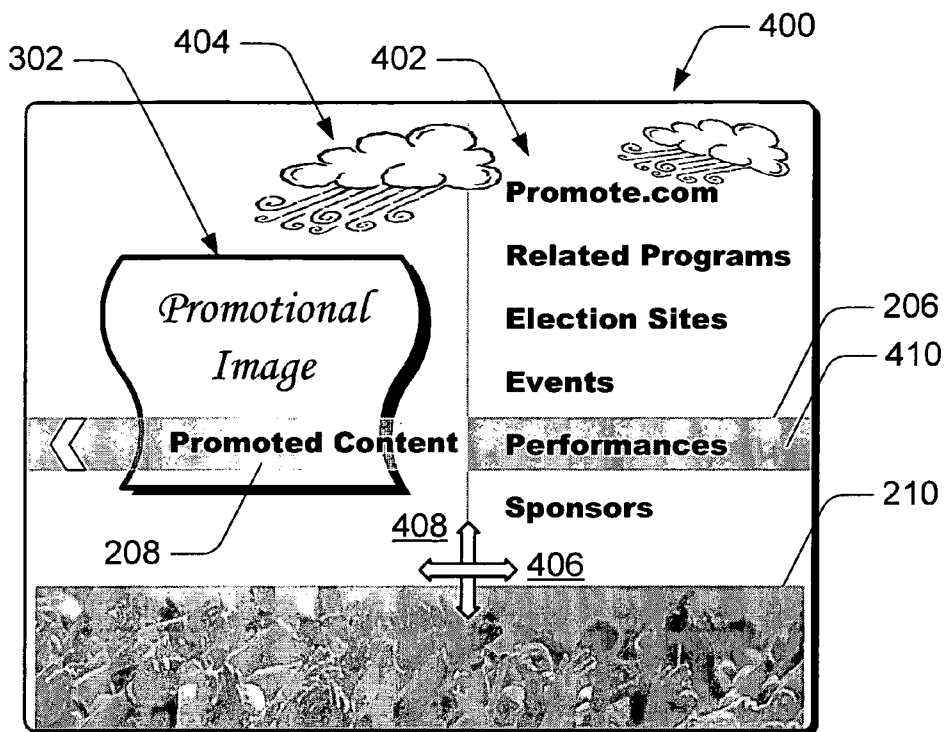 400
404
302
402
Promote.com
Related Programs
Promotional
Image
Election Sites
206
410
Events
Promoted Content
Performances
210
Sponsors
208
408
406